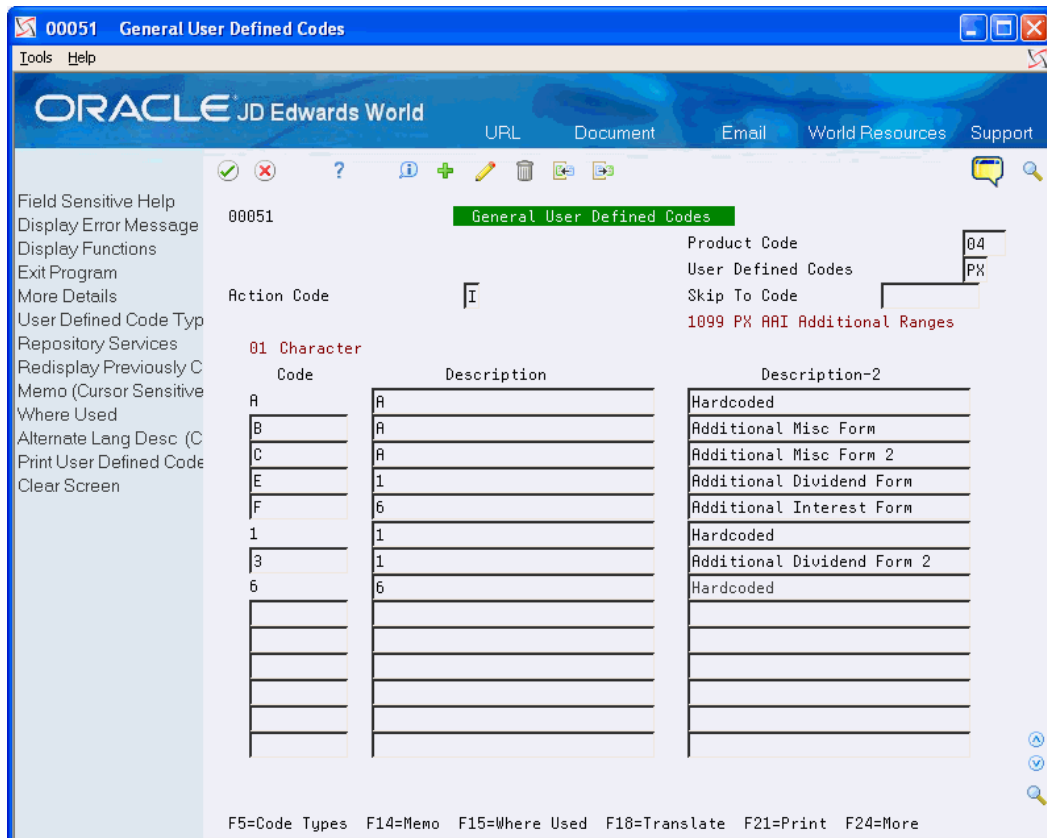 00051 General User Defined Codes
Tools Help
ORACLE JD Edwards World
URL Document Email World Resources Support
Field Sensitive Help
Display Error Message
Display Functions
Exit Program
More Details
User Defined Code Typ
Repository Services
Redisplay Previously C
Memo (Cursor Sensitive
Where Used
Alternate Lang Desc (C
Print User Defined Code
Clear Screen
00051 General User Defined Codes
Product Code 04
User Defined Codes PX
Action Code I Skip To Code
1099 PX AAI Additional Ranges
01 Character
Code Description Description-2
A A Hardcoded
B A Additional Misc Form
C A Additional Misc Form 2
E 1 Additional Dividend Form
F 6 Additional Interest Form
1 1 Hardcoded
3 1 Additional Dividend Form 2
6 6 Hardcoded
F5=Code Types F14=Memo F15=Where Used F18=Translate F21=Print F24=More